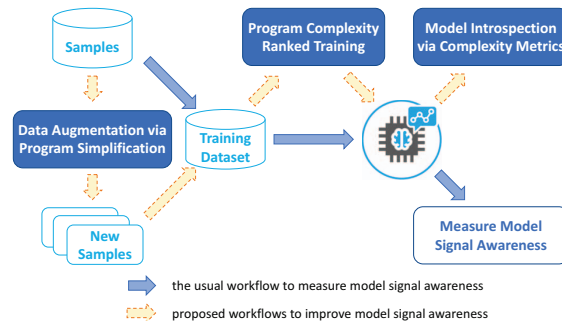 Samples
Program Complexity
Ranked Training
Model Introspection
via Complexity Metrics
Data Augmentation via
Program Simplification
Training
Dataset
New
Samples
Measure Model
Signal Awareness
the usual workflow to measure model signal awareness
proposed workflows to improve model signal awareness